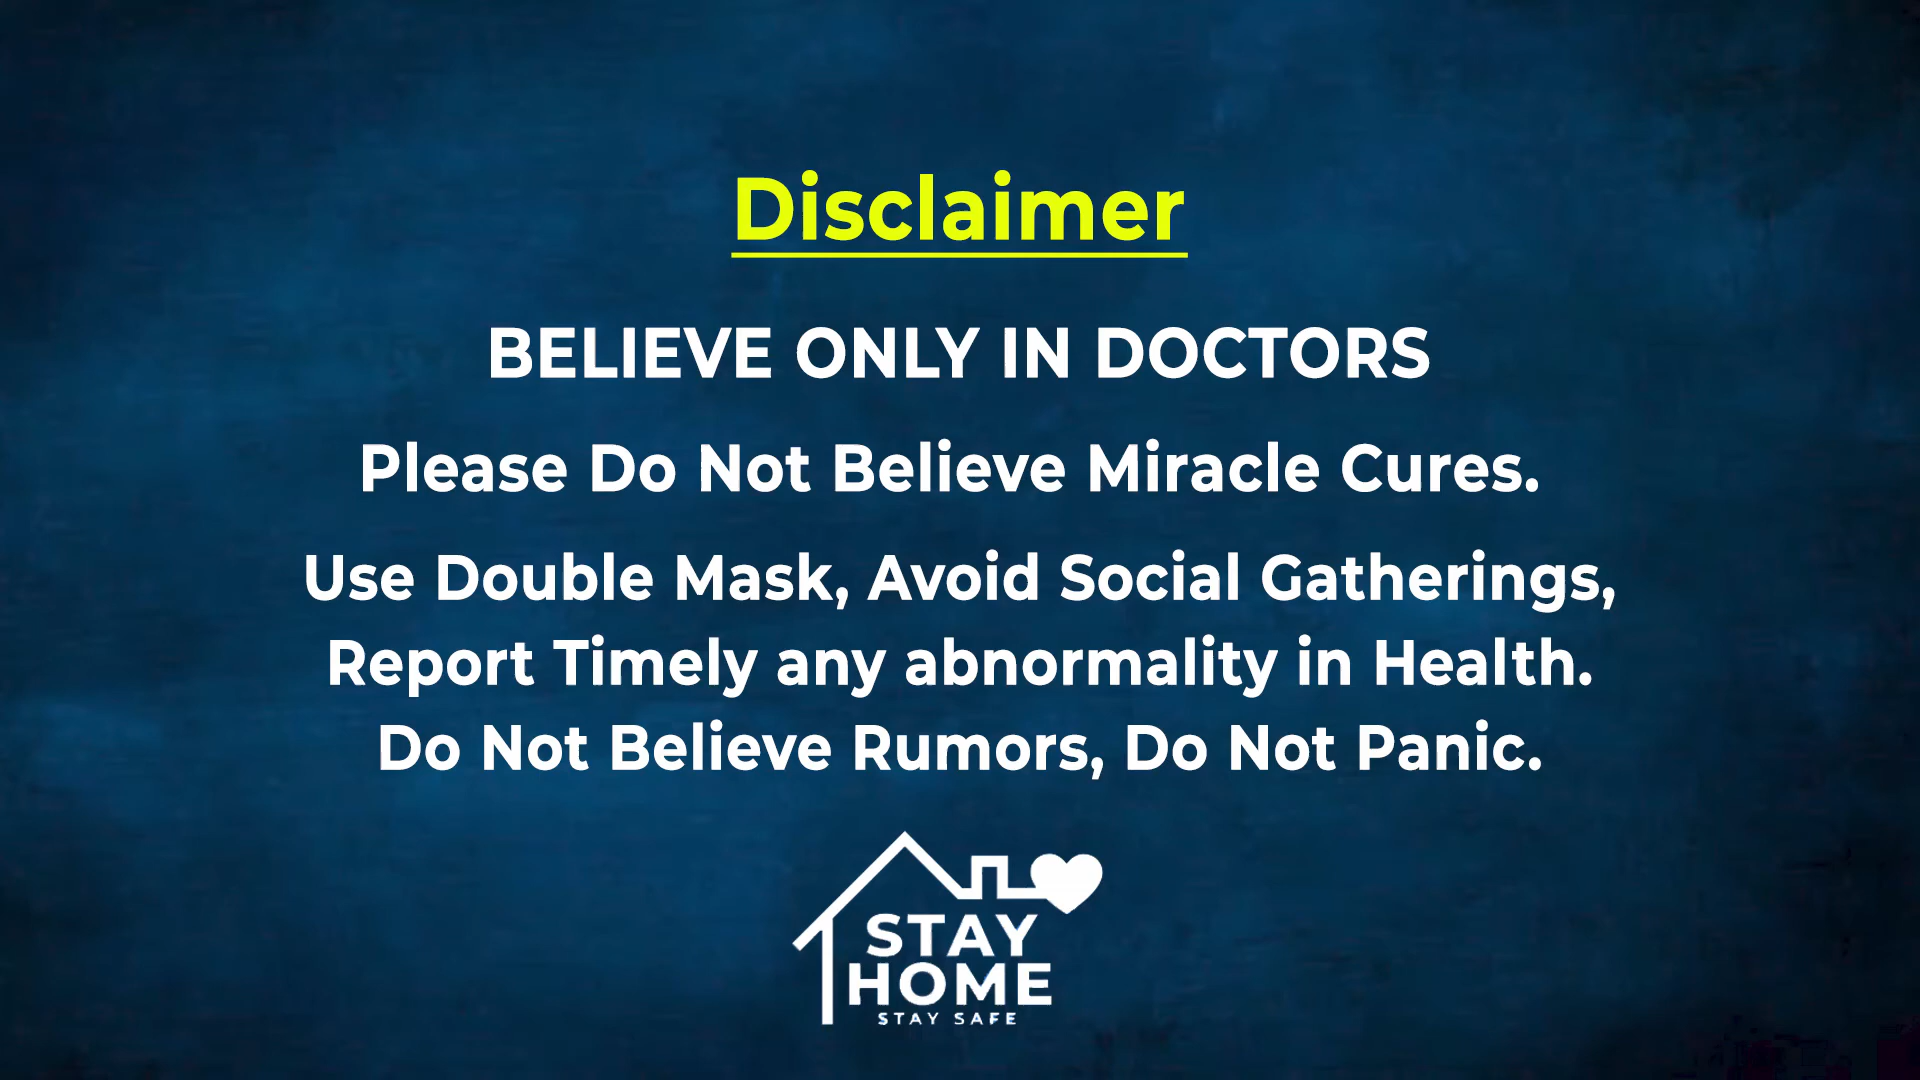 Disclaimer
BELIEVE ONLY IN DOCTORS
Please Do Not Believe Miracle Cures.
Use Double Mask, Avoid Social Gatherings,
Report Timely any abnormality in Health.
Do Not Believe Rumors, Do Not Panic.
STAY
HOME
STAY SAFE